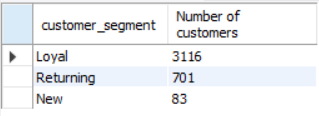 customer_segment Number of customers
Loyal 3116
Returning 701
New 83